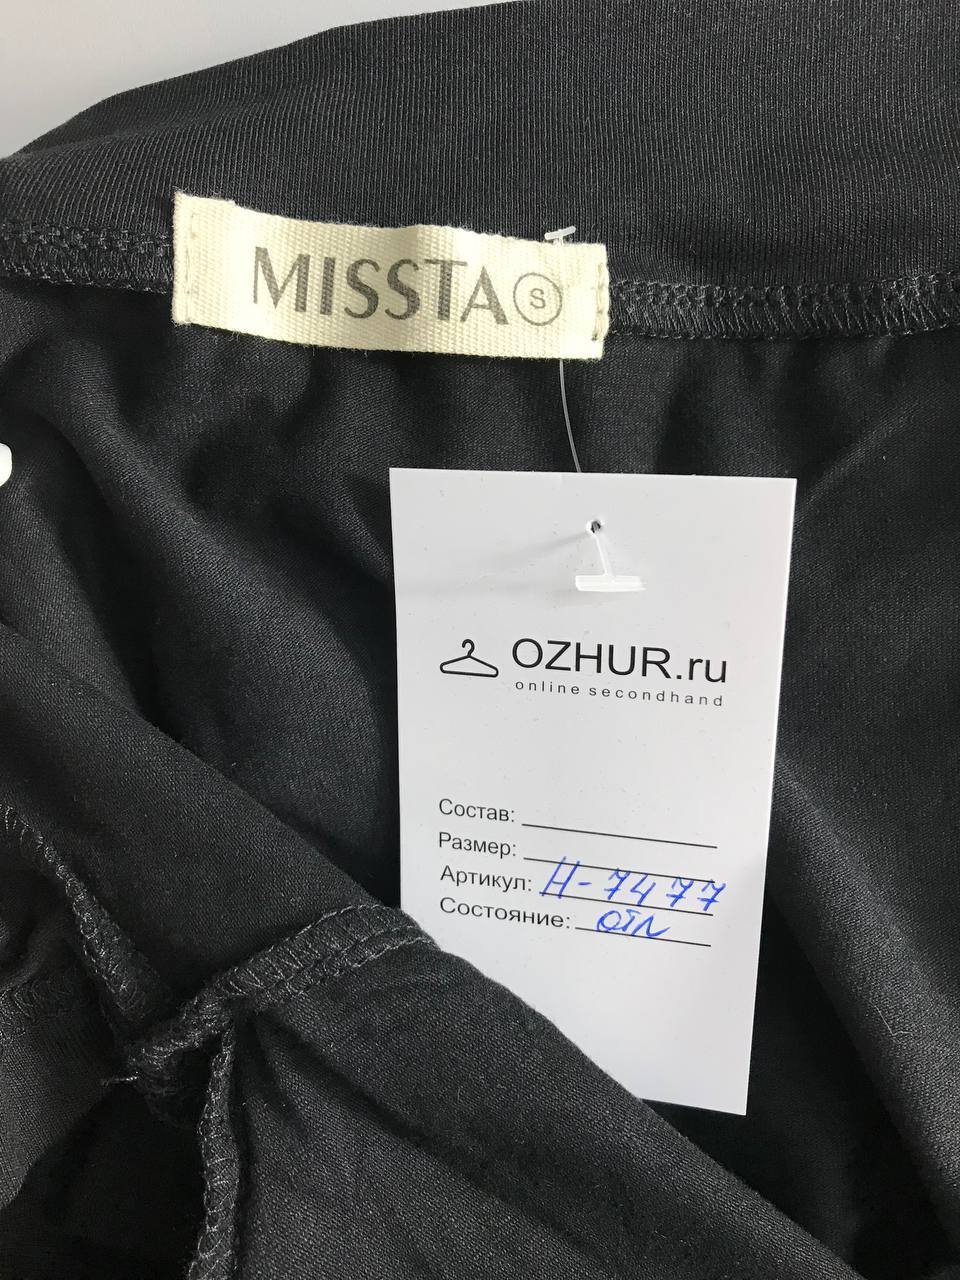 MISSTA S
OZHUR.ru
online secondhand
Состав:
Размер:
Артикул: Н-7477
Состояние: отл